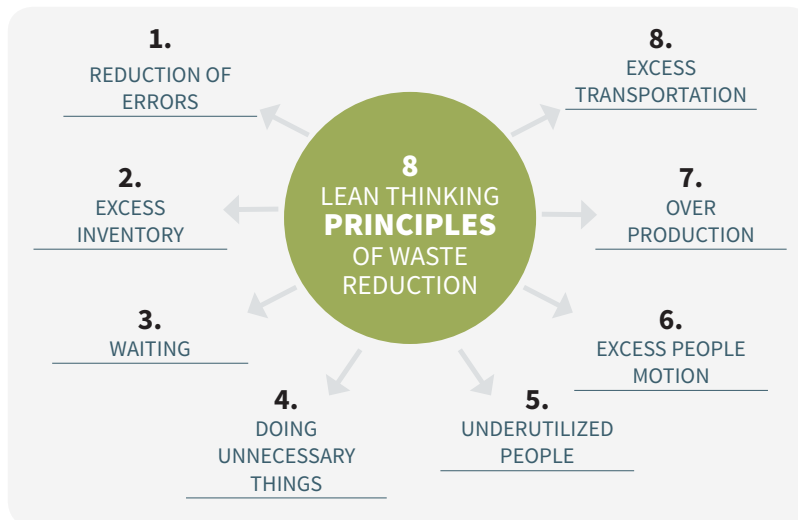 8
LEAN THINKING
PRINCIPLES
OF WASTE
REDUCTION
1.
REDUCTION OF
ERRORS
2.
EXCESS
INVENTORY
3.
WAITING
4.
DOING
UNNECESSARY
THINGS
5.
UNDERUTILIZED
PEOPLE
6.
EXCESS PEOPLE
MOTION
7.
OVER
PRODUCTION
8.
EXCESS
TRANSPORTATION